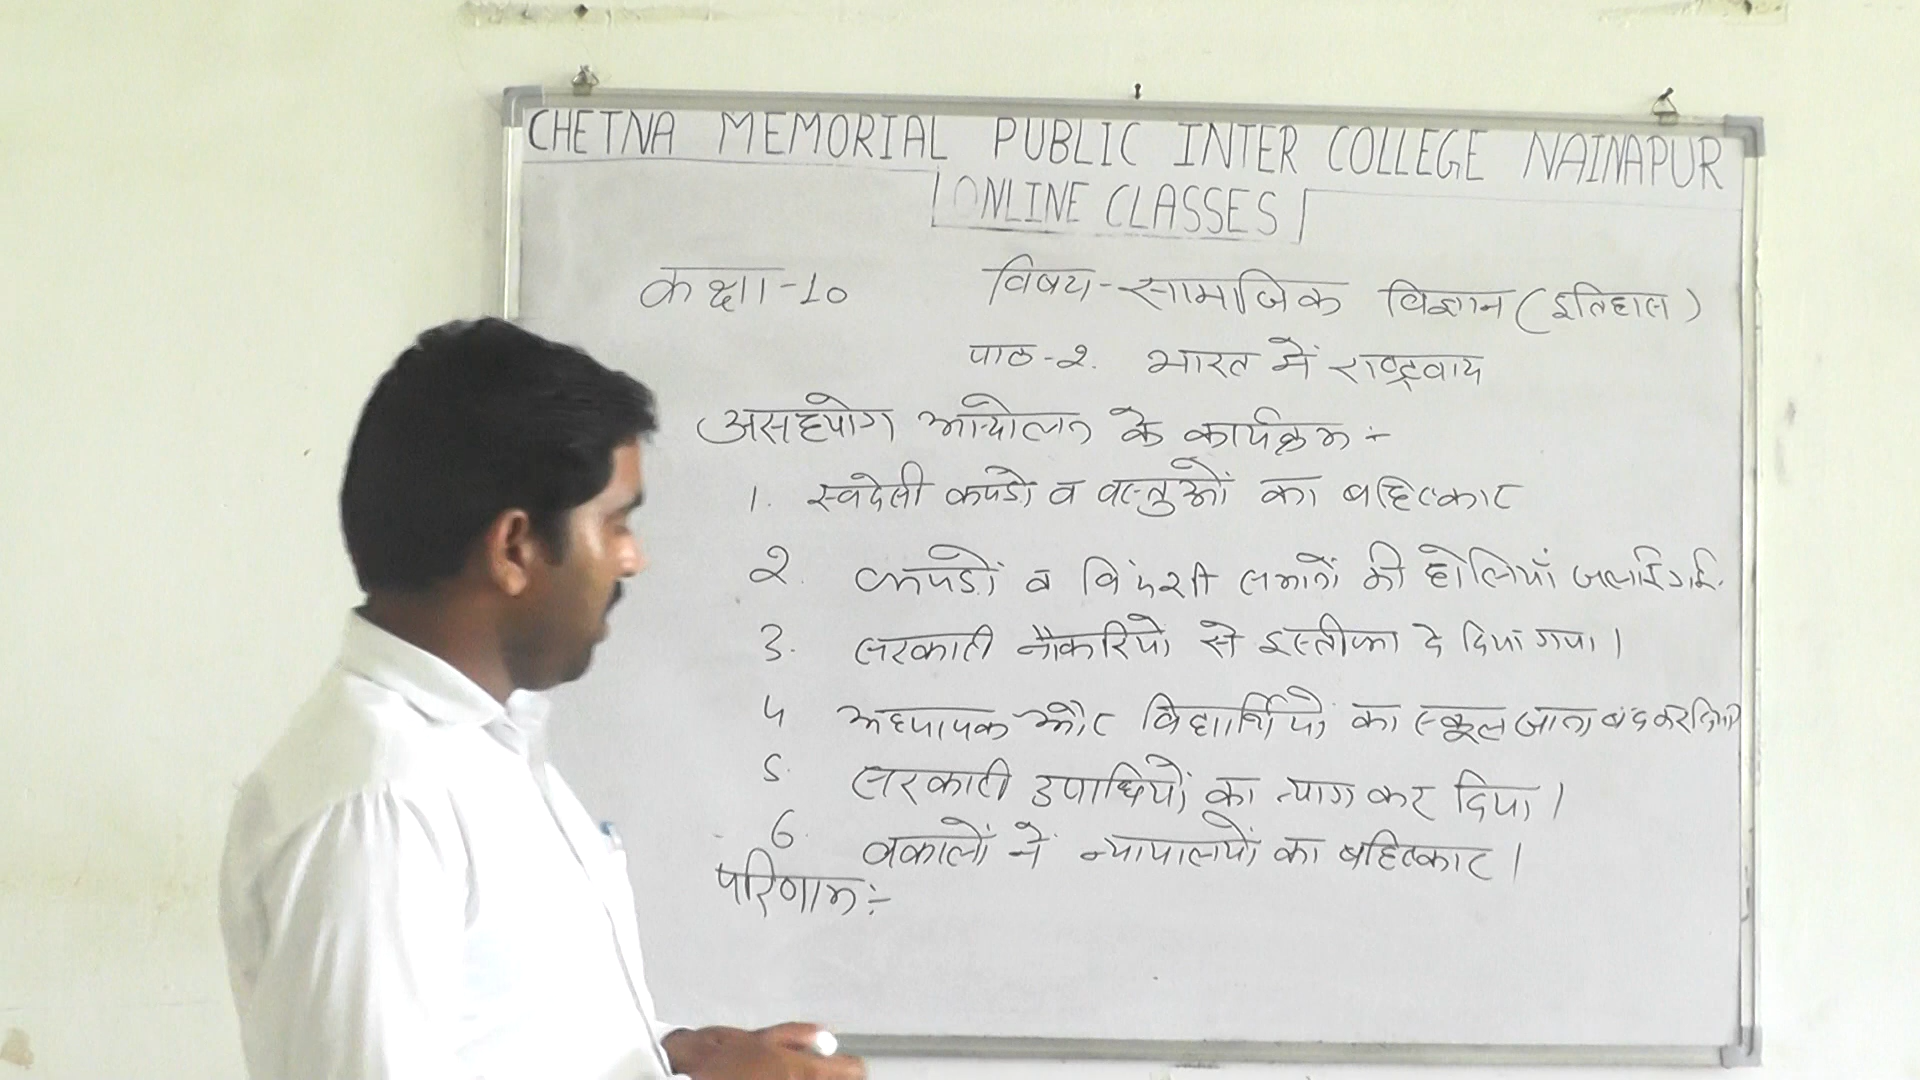 CHETNA MEMORIAL PUBLIC INTER COLLEGE NAINAPUR
ONLINE CLASSES
कक्षा-10 विषय-सामाजिक विज्ञान (इतिहास)
पाठ-2. भारत में राष्ट्रवाद
असहयोग आन्दोलन के कार्यक्रम :-
1. स्वदेशी कपडो व वस्तुओं का बहिष्कार
2. कपडों व विदेशी समानों की होलियाँ जलाई गई.
3. सरकारी नौकरियो से इस्तीफा दे दिया गया।
4 अध्यापक और विद्यार्थियों का स्कूल जाना बंद कर दिया
5. सरकारी उपाधियों का त्याग कर दिया।
6. वकीलों ने न्यायालयों का बहिष्कार।
परिणाम :-